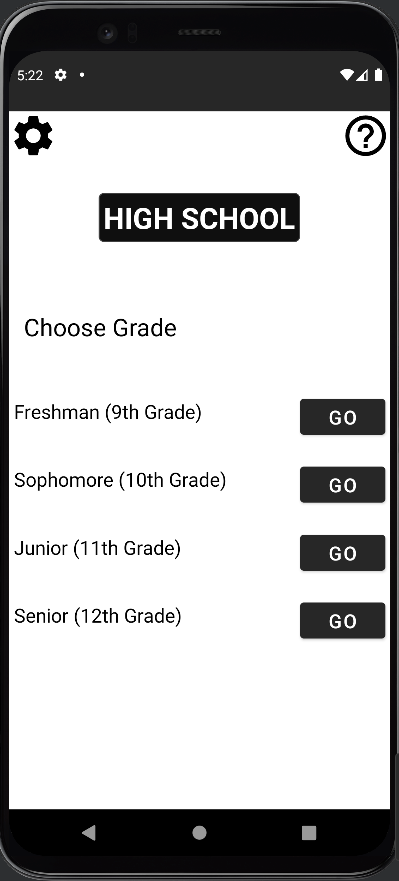 5:22
?
HIGH SCHOOL
Choose Grade
Freshman (9th Grade) GO
Sophomore (10th Grade) GO
Junior (11th Grade) GO
Senior (12th Grade) GO